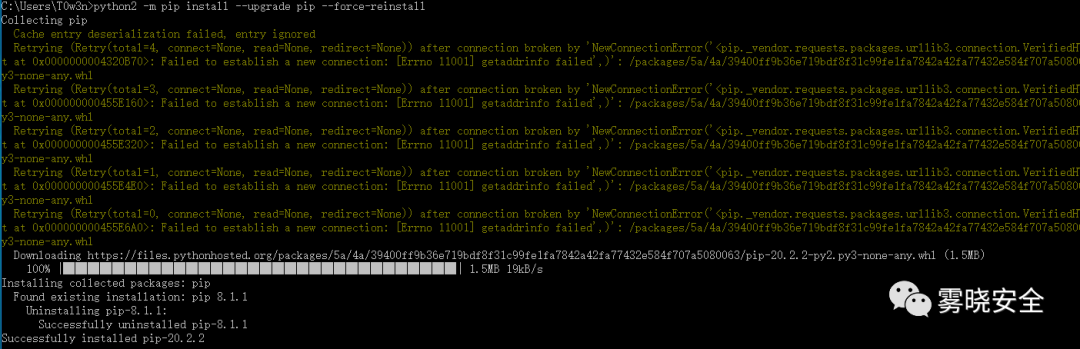 C:\Users\T0w3n>python2 -m pip install --upgrade pip --force-reinstall
Collecting pip
  Cache entry deserialization failed, entry ignored
  Retrying (Retry(total=4, connect=None, read=None, redirect=None)) after connection broken by 'NewConnectionError('<pip._vendor.requests.packages.urllib3.connection.VerifiedH
t at 0x0000000004320B70>: Failed to establish a new connection: [Errno 11001] getaddrinfo failed',)': /packages/5a/4a/39400ff9b36e719bdf8f31c99fe1fa7842a42fa77432e584f707a5080
y3-none-any.whl
  Retrying (Retry(total=3, connect=None, read=None, redirect=None)) after connection broken by 'NewConnectionError('<pip._vendor.requests.packages.urllib3.connection.VerifiedH
t at 0x000000000455E160>: Failed to establish a new connection: [Errno 11001] getaddrinfo failed',)': /packages/5a/4a/39400ff9b36e719bdf8f31c99fe1fa7842a42fa77432e584f707a5080
y3-none-any.whl
  Retrying (Retry(total=2, connect=None, read=None, redirect=None)) after connection broken by 'NewConnectionError('<pip._vendor.requests.packages.urllib3.connection.VerifiedH
t at 0x000000000455E320>: Failed to establish a new connection: [Errno 11001] getaddrinfo failed',)': /packages/5a/4a/39400ff9b36e719bdf8f31c99fe1fa7842a42fa77432e584f707a5080
y3-none-any.whl
  Retrying (Retry(total=1, connect=None, read=None, redirect=None)) after connection broken by 'NewConnectionError('<pip._vendor.requests.packages.urllib3.connection.VerifiedH
t at 0x000000000455E4E0>: Failed to establish a new connection: [Errno 11001] getaddrinfo failed',)': /packages/5a/4a/39400ff9b36e719bdf8f31c99fe1fa7842a42fa77432e584f707a5080
y3-none-any.whl
  Retrying (Retry(total=0, connect=None, read=None, redirect=None)) after connection broken by 'NewConnectionError('<pip._vendor.requests.packages.urllib3.connection.VerifiedH
t at 0x000000000455E6A0>: Failed to establish a new connection: [Errno 11001] getaddrinfo failed',)': /packages/5a/4a/39400ff9b36e719bdf8f31c99fe1fa7842a42fa77432e584f707a5080
y3-none-any.whl
  Downloading https://files.pythonhosted.org/packages/5a/4a/39400ff9b36e719bdf8f31c99fe1fa7842a42fa77432e584f707a5080063/pip-20.2.2-py2.py3-none-any.whl (1.5MB)
    100% |████████████████████████████████| 1.5MB 19kB/s
Installing collected packages: pip
  Found existing installation: pip 8.1.1
    Uninstalling pip-8.1.1:
      Successfully uninstalled pip-8.1.1
Successfully installed pip-20.2.2
雾晓安全